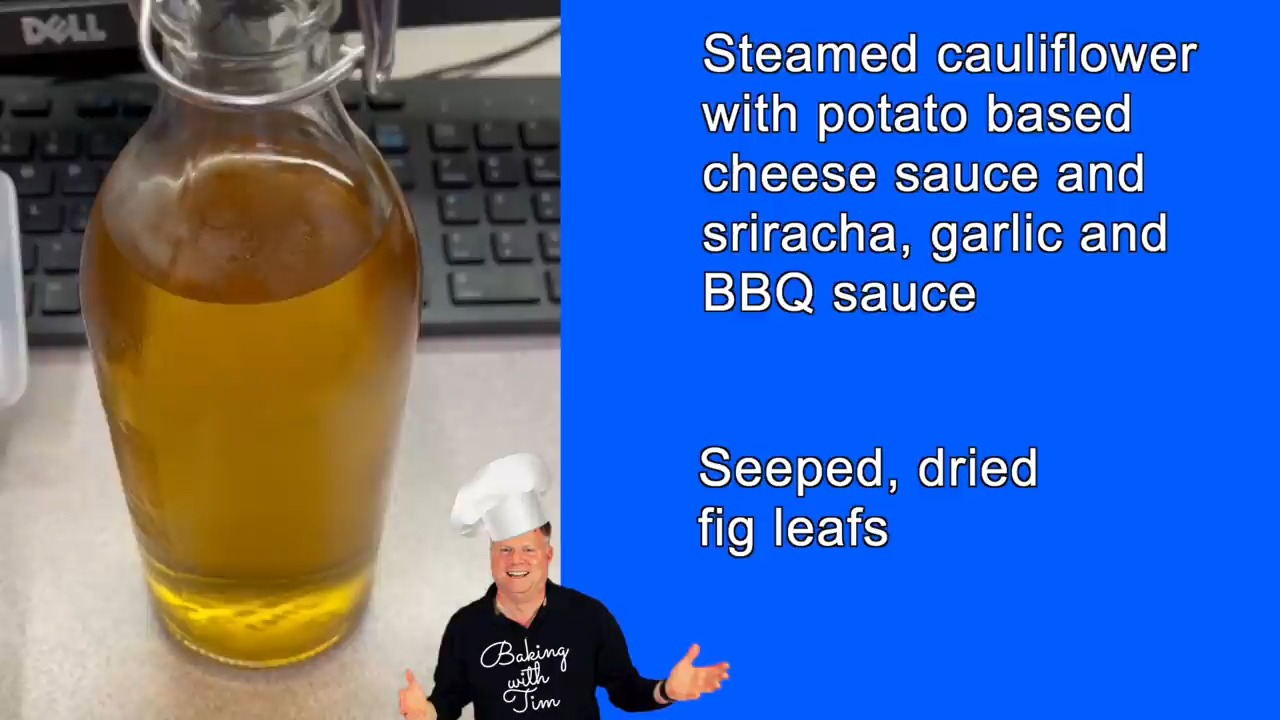 DELL
Steamed cauliflower
with potato based
cheese sauce and
sriracha, garlic and
BBQ sauce
Seeped, dried
fig leafs
Baking
with
Tim